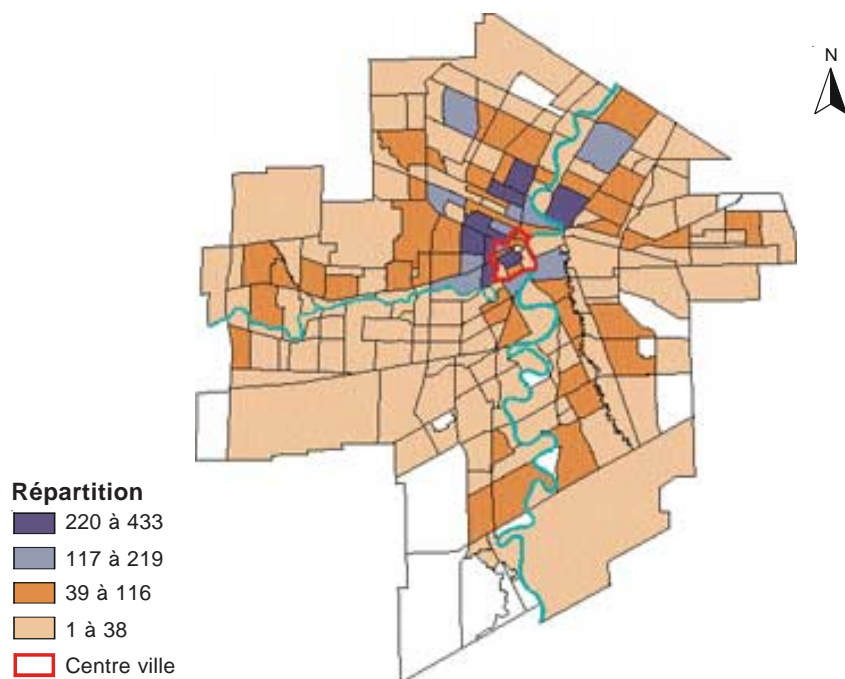 N
Répartition
220 à 433
117 à 219
39 à 116
1 à 38
Centre ville